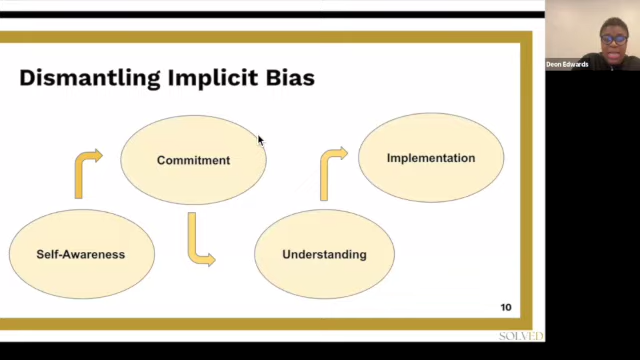 Dismantling Implicit Bias
Commitment
Implementation
Self-Awareness
Understanding
10
SOLVED
Deon Edwards